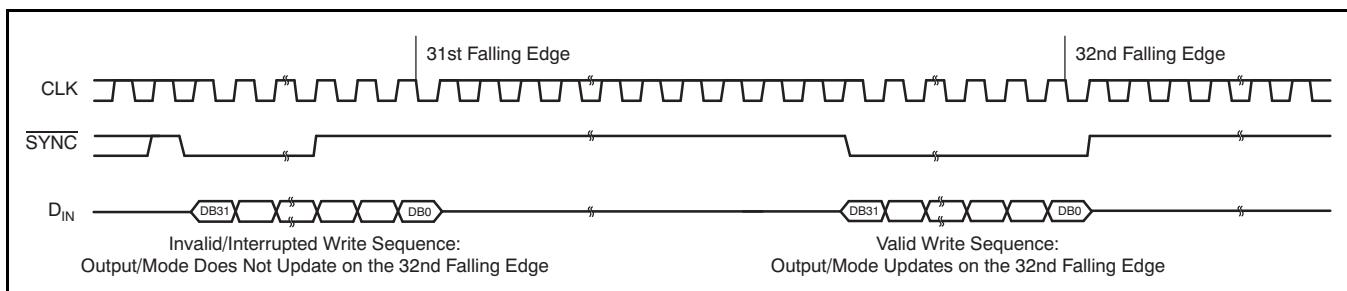 31st Falling Edge
32nd Falling Edge
CLK
SYNC
DIN
DB31
DB0
DB31
DB0
Invalid/Interrupted Write Sequence:
Output/Mode Does Not Update on the 32nd Falling Edge
Valid Write Sequence:
Output/Mode Updates on the 32nd Falling Edge